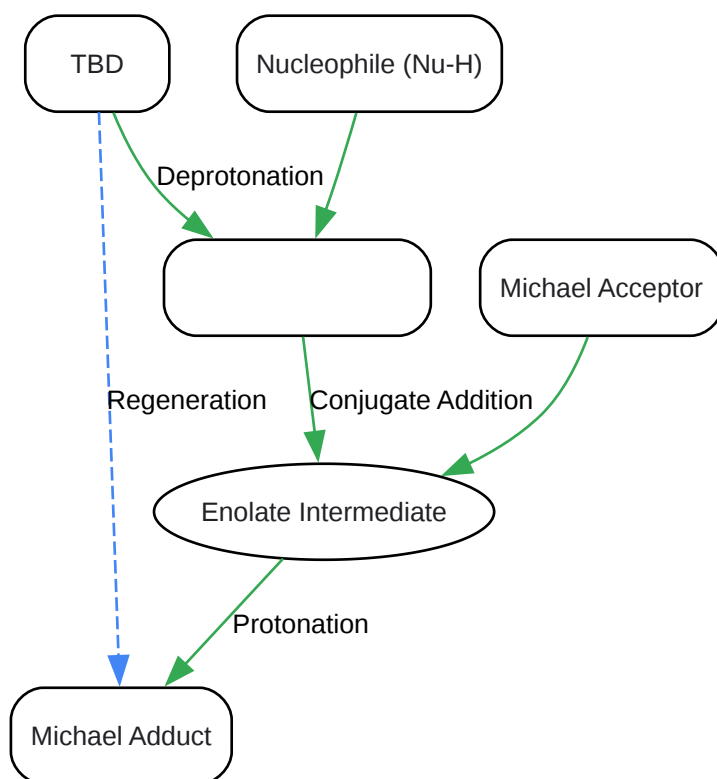 TBD
Nucleophile (Nu-H)
Deprotonation
Michael Acceptor
Regeneration
Conjugate Addition
Enolate Intermediate
Protonation
Michael Adduct